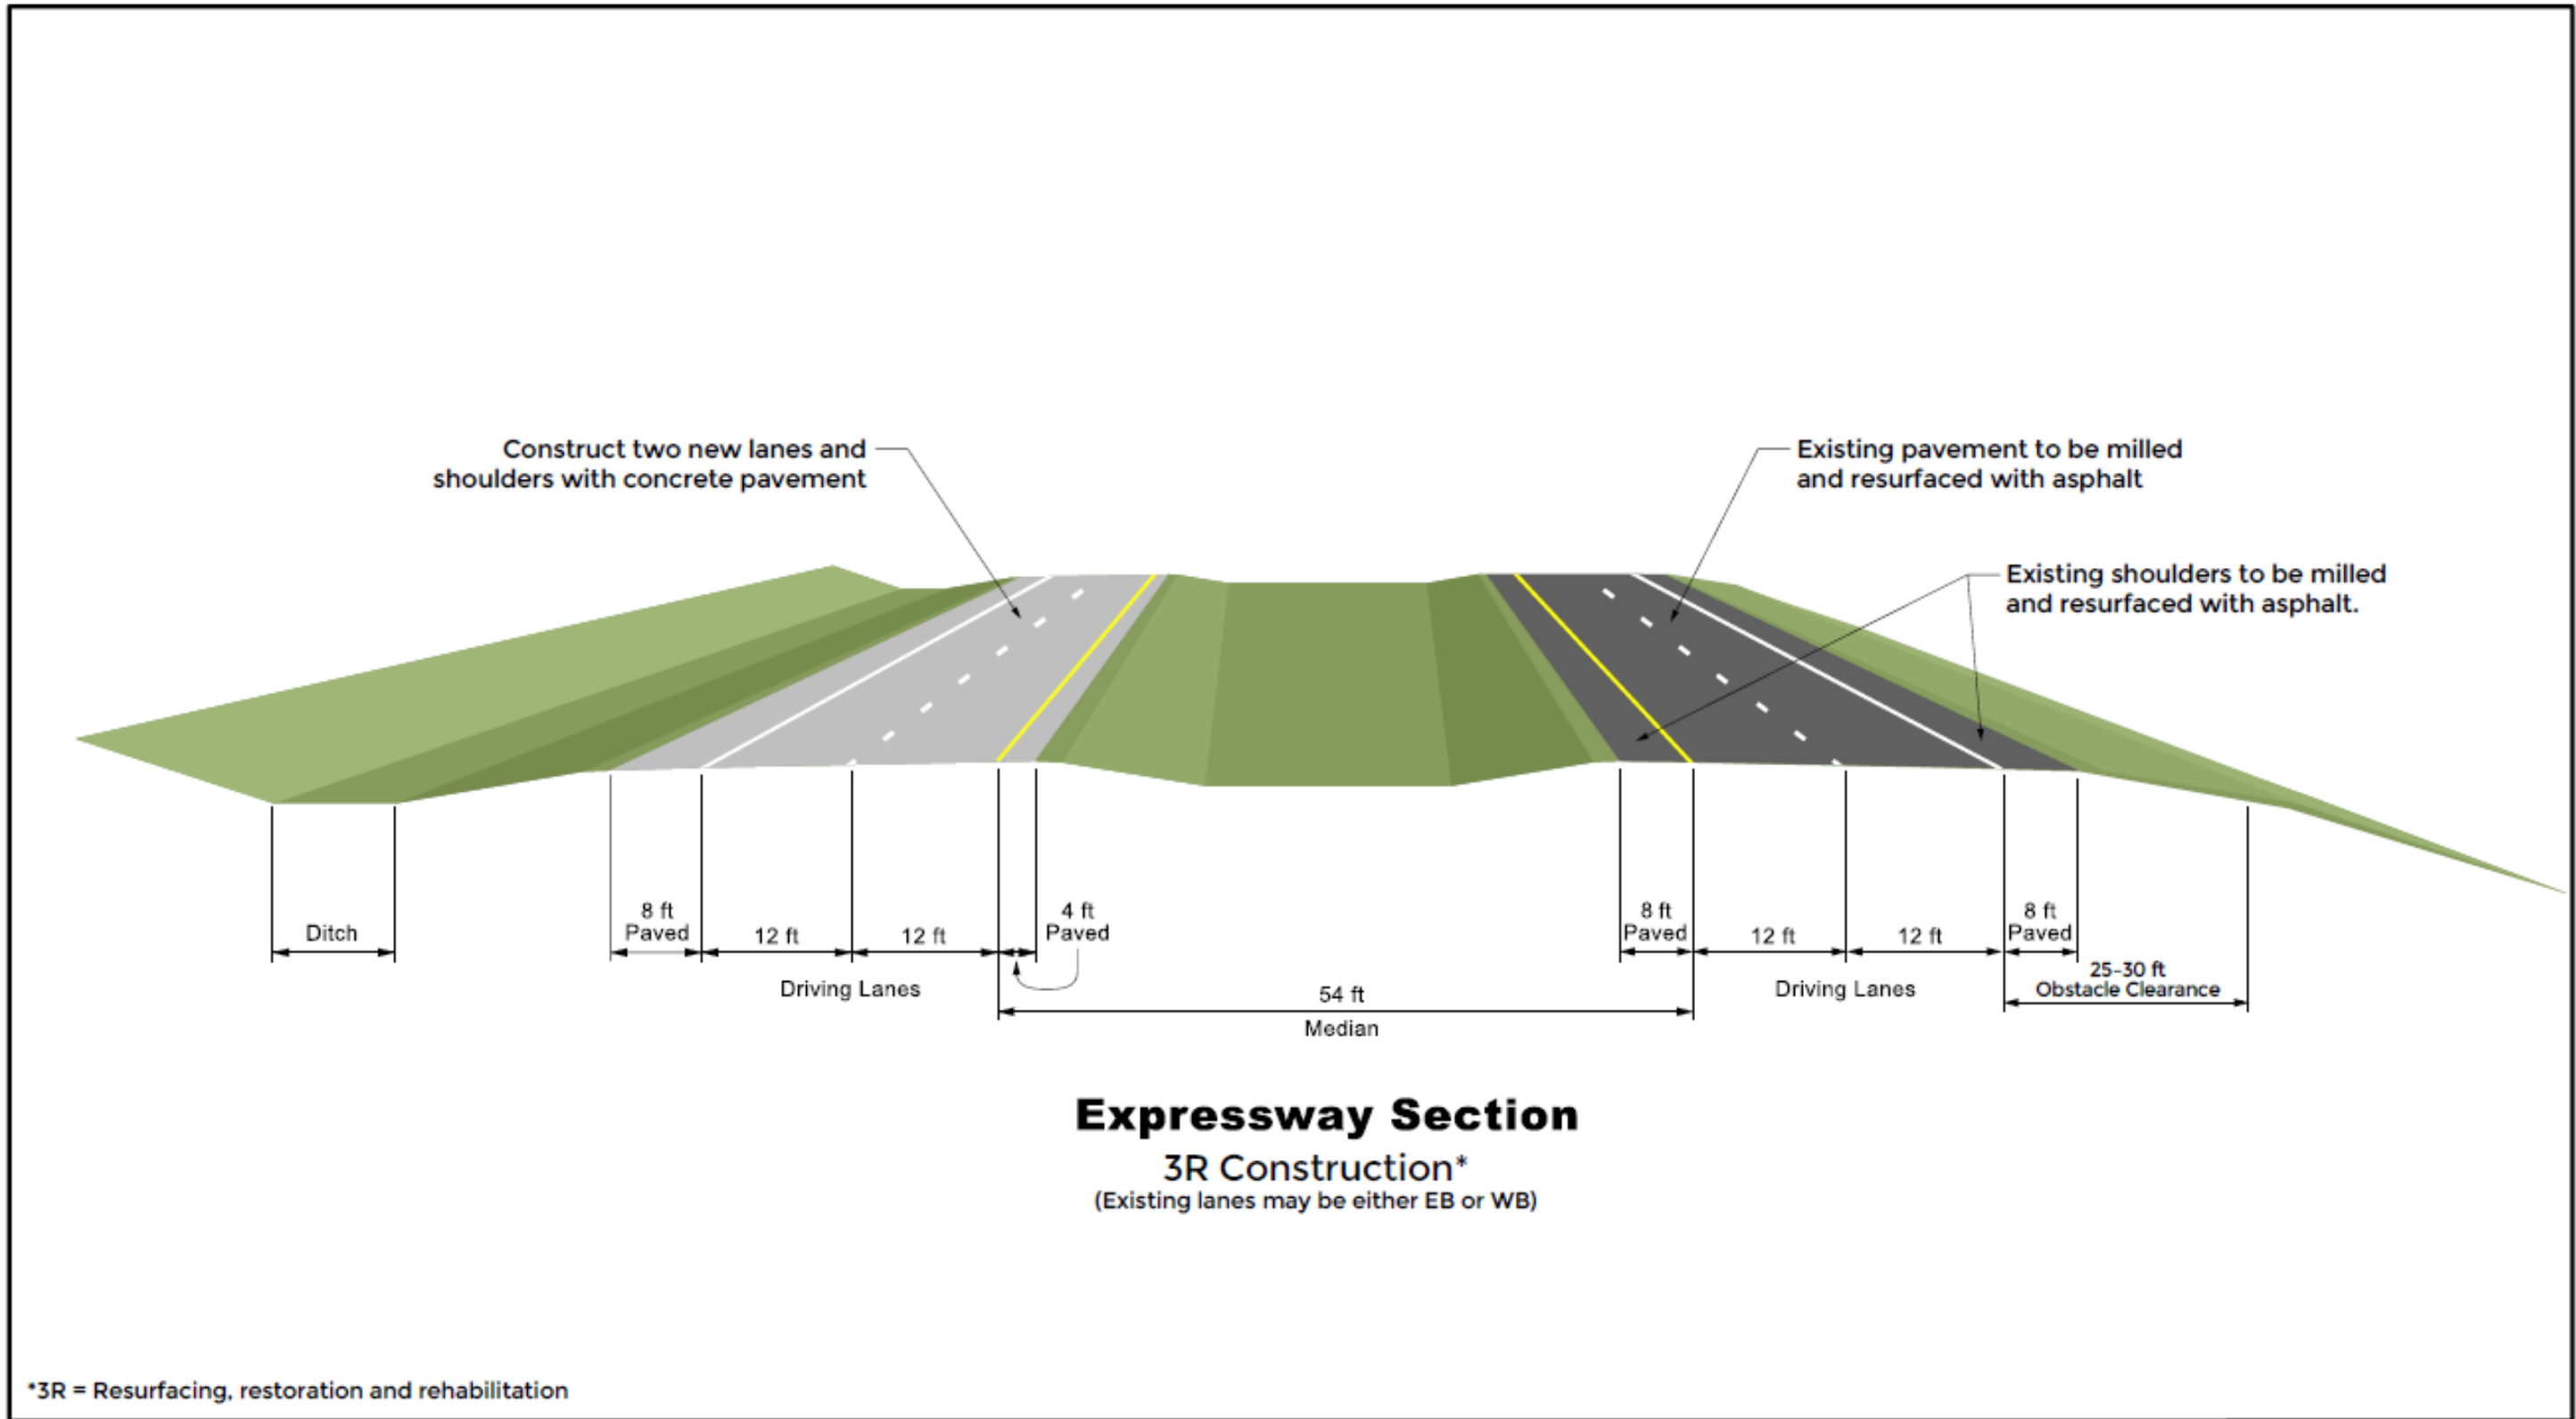 Construct two new lanes and
shoulders with concrete pavement
Existing pavement to be milled
and resurfaced with asphalt
Existing shoulders to be milled
and resurfaced with asphalt.
Ditch
8 ft
Paved
12 ft
12 ft
4 ft
Paved
Driving Lanes
54 ft
Median
8 ft
Paved
12 ft
12 ft
8 ft
Paved
Driving Lanes
25-30 ft
Obstacle Clearance
Expressway Section
3R Construction*
(Existing lanes may be either EB or WB)
*3R = Resurfacing, restoration and rehabilitation